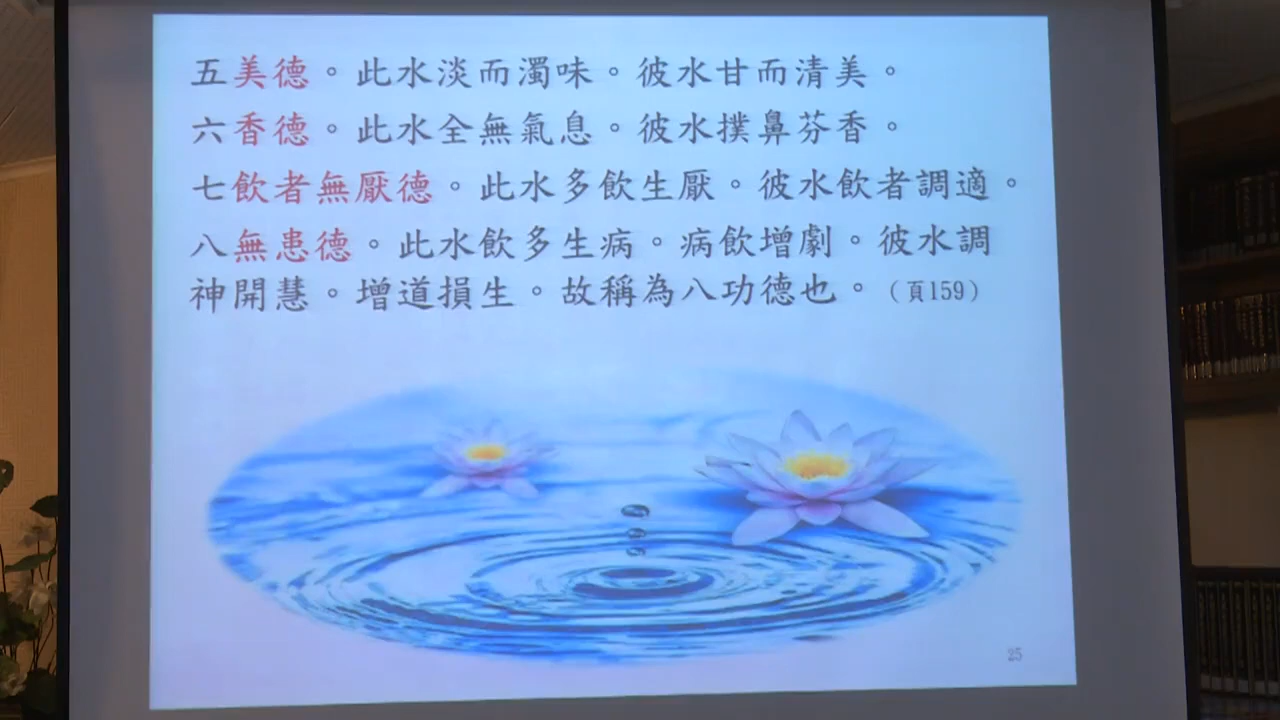 五美德。此水淡而濁味。彼水甘而清美。
六香德。此水全無氣息。彼水撲鼻芬香。
七飲者無厭德。此水多飲生厭。彼水飲者調適。
八無患德。此水飲多生病。病飲增劇。彼水調
神開慧。增道損生。故稱為八功德也。（頁159）
25